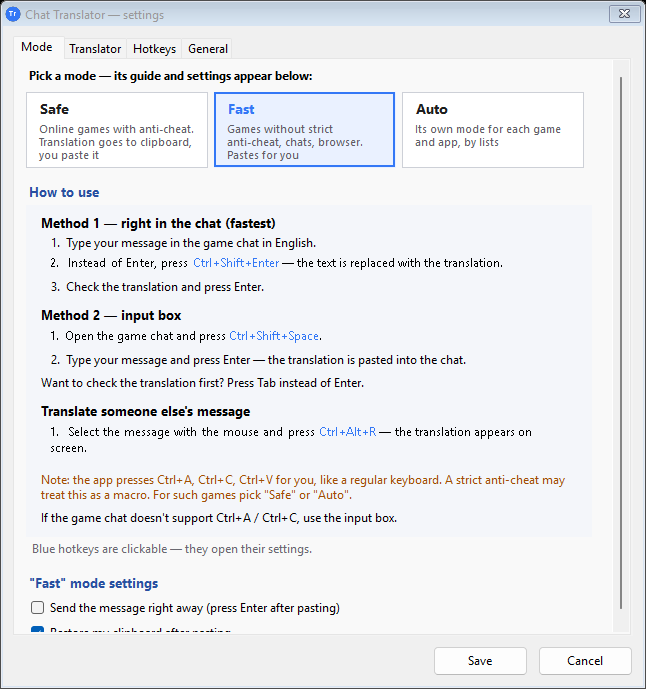 Tr Chat Translator — settings
Mode Translator Hotkeys General
Pick a mode — its guide and settings appear below:
Safe
Online games with anti-cheat.
Translation goes to clipboard,
you paste it
Fast
Games without strict
anti-cheat, chats, browser.
Pastes for you
Auto
Its own mode for each game
and app, by lists
How to use
Method 1 — right in the chat (fastest)
1. Type your message in the game chat in English.
2. Instead of Enter, press Ctrl+Shift+Enter — the text is replaced with the translation.
3. Check the translation and press Enter.
Method 2 — input box
1. Open the game chat and press Ctrl+Shift+Space.
2. Type your message and press Enter — the translation is pasted into the chat.
Want to check the translation first? Press Tab instead of Enter.
Translate someone else's message
1. Select the message with the mouse and press Ctrl+Alt+R — the translation appears on
screen.
Note: the app presses Ctrl+A, Ctrl+C, Ctrl+V for you, like a regular keyboard. A strict anti-cheat may
treat this as a macro. For such games pick "Safe" or "Auto".
If the game chat doesn't support Ctrl+A / Ctrl+C, use the input box.
Blue hotkeys are clickable — they open their settings.
"Fast" mode settings
Send the message right away (press Enter after pasting)
Restore my clipboard after pasting
Save Cancel